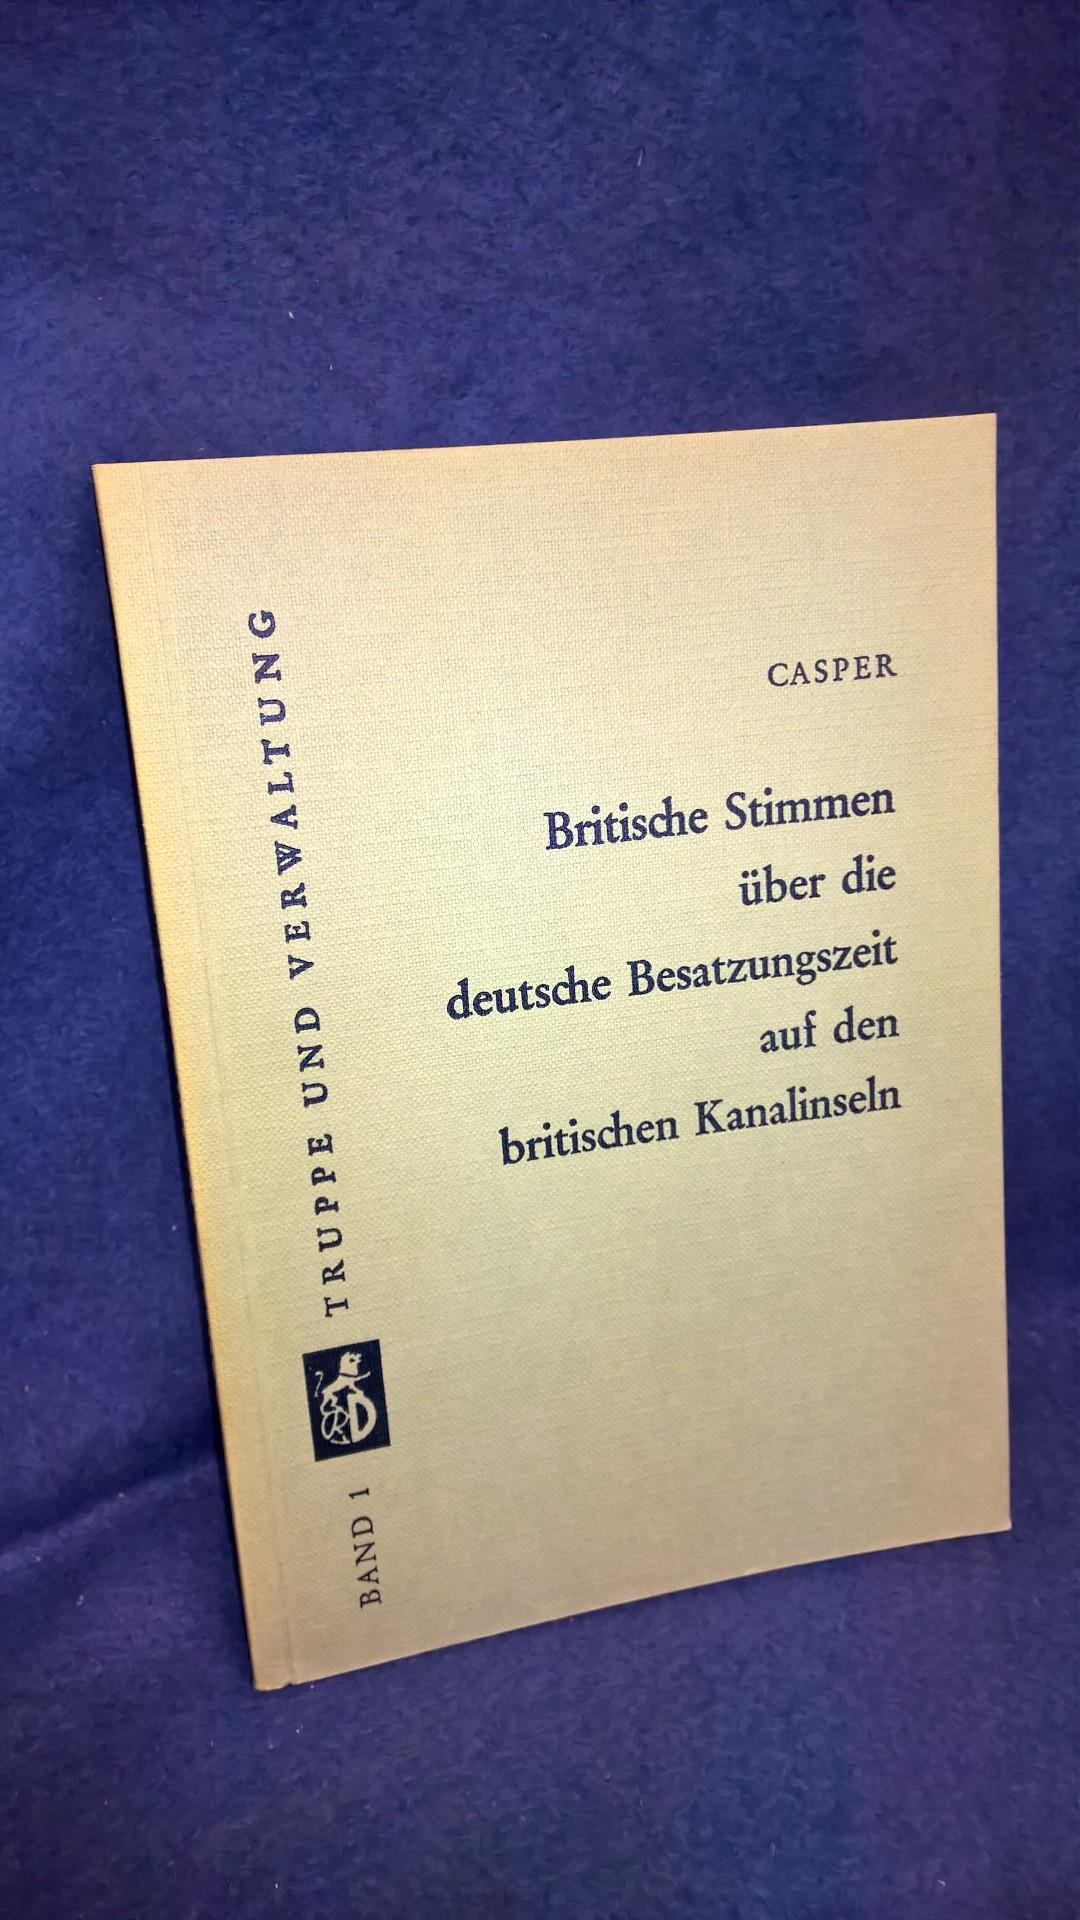 CASPER
Britische Stimmen
über die
deutsche Besatzungszeit
auf den
britischen Kanalinseln
TRUPPE UND VERWALTUNG
BAND 1